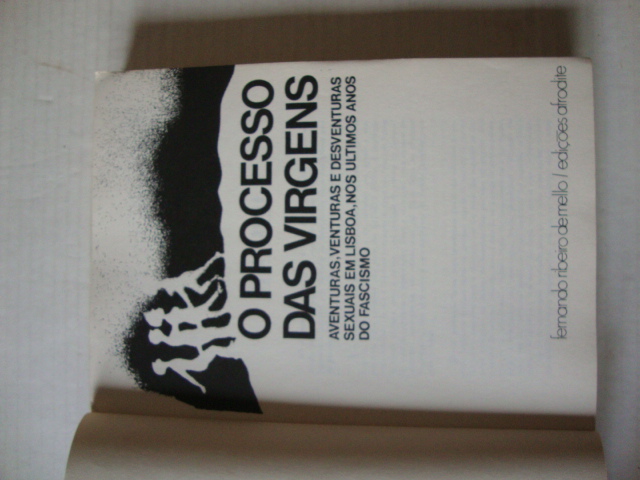 O PROCESSO
DAS VIRGENS
AVENTURAS, VENTURAS E DESVENTURAS
SEXUAIS EM LISBOA, NOS ULTIMOS ANOS
DO FASCISMO
fernando ribeiro de mello / edições afrodite